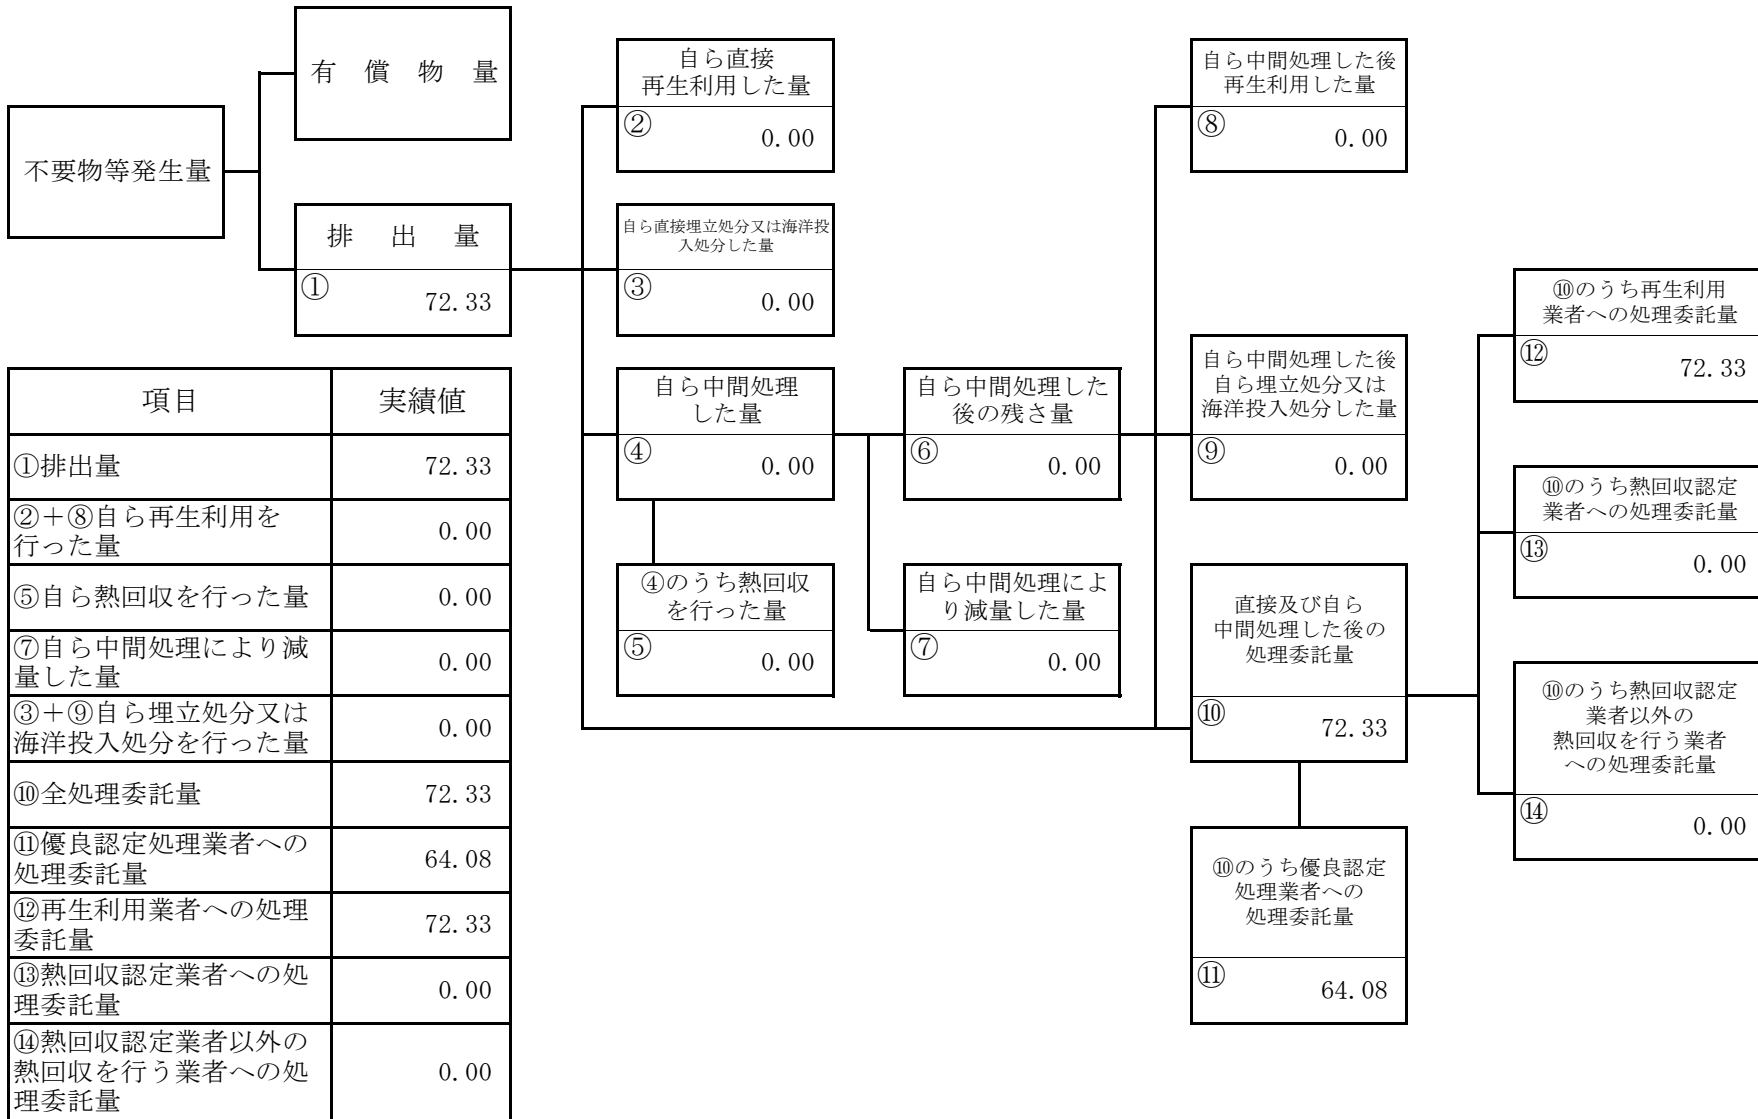 有償物量
不要物等発生量
排出量
①
72.33
自ら直接
再生利用した量
②
0.00
自ら直接埋立処分又は海洋投
入処分した量
③
0.00
自ら中間処理
した量
④
0.00
④のうち熱回収
を行った量
⑤
0.00
自ら中間処理した
後の残さ量
⑥
0.00
自ら中間処理によ
り減量した量
⑦
0.00
自ら中間処理した後
再生利用した量
⑧
0.00
自ら中間処理した後
自ら埋立処分又は
海洋投入処分した量
⑨
0.00
直接及び自ら
中間処理した後の
処理委託量
⑩
72.33
⑩のうち優良認定
処理業者への
処理委託量
⑪
64.08
⑩のうち再生利用
業者への処理委託量
⑫
72.33
⑩のうち熱回収認定
業者への処理委託量
⑬
0.00
⑩のうち熱回収認定
業者以外の
熱回収を行う業者
への処理委託量
⑭
0.00
項目 実績値
①排出量 72.33
②+⑧自ら再生利用を
行った量 0.00
⑤自ら熱回収を行った量 0.00
⑦自ら中間処理により減
量した量 0.00
③+⑨自ら埋立処分又は
海洋投入処分を行った量 0.00
⑩全処理委託量 72.33
⑪優良認定処理業者への
処理委託量 64.08
⑫再生利用業者への処理
委託量 72.33
⑬熱回収認定業者への処
理委託量 0.00
⑭熱回収認定業者以外の
熱回収を行う業者への処
理委託量 0.00